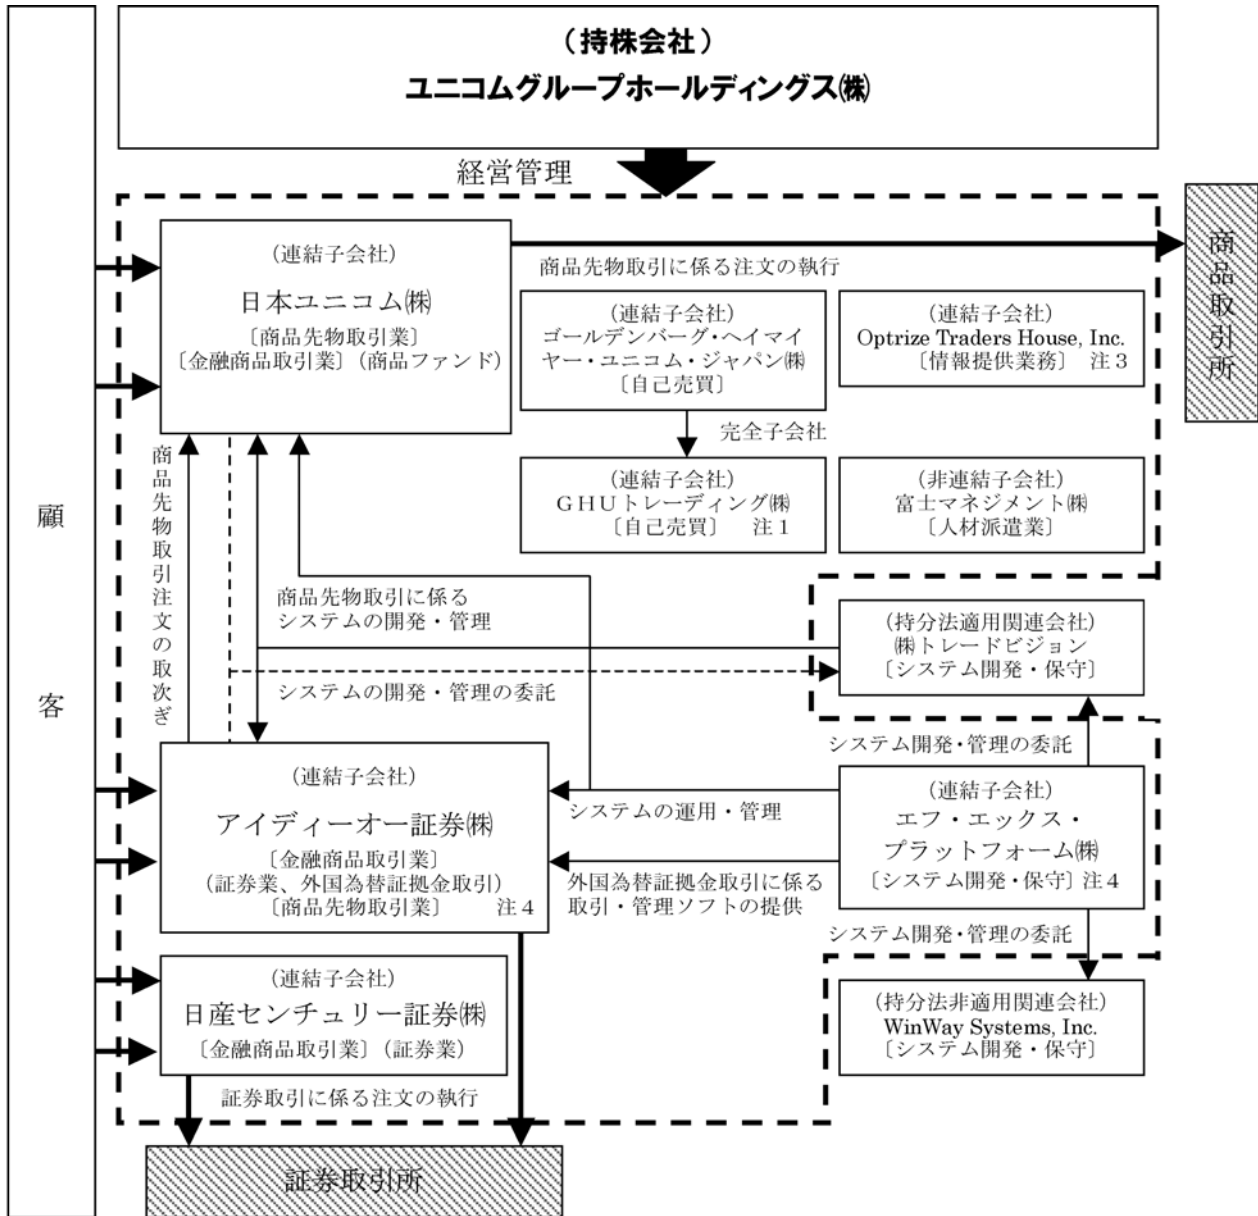 (持株会社)
ユニコムグループホールディングス㈱
経営管理
顧客
商品取引所
(連結子会社)
日本ユニコム㈱
〔商品先物取引業〕
〔金融商品取引業〕(商品ファンド)
商品先物取引に係る注文の執行
(連結子会社)
ゴールデンバーグ・ヘイマイ
ヤー・ユニコム・ジャパン㈱
〔自己売買〕
(連結子会社)
Optrize Traders House, Inc.
〔情報提供業務〕 注3
完全子会社
(連結子会社)
GHUトレーディング㈱
〔自己売買〕 注1
(非連結子会社)
富士マネジメント㈱
〔人材派遣業〕
商品先物取引注文の取次ぎ
商品先物取引に係る
システムの開発・管理
システムの開発・管理の委託
(持分法適用関連会社)
㈱トレードビジョン
〔システム開発・保守〕
システム開発・管理の委託
(連結子会社)
アイディーオー証券㈱
〔金融商品取引業〕
(証券業、外国為替証拠金取引)
〔商品先物取引業〕 注4
システムの運用・管理
外国為替証拠金取引に係る
取引・管理ソフトの提供
(連結子会社)
エフ・エックス・
プラットフォーム㈱
〔システム開発・保守〕注4
システム開発・管理の委託
(連結子会社)
日産センチュリー証券㈱
〔金融商品取引業〕(証券業)
(持分法非適用関連会社)
WinWay Systems, Inc.
〔システム開発・保守〕
証券取引に係る注文の執行
証券取引所